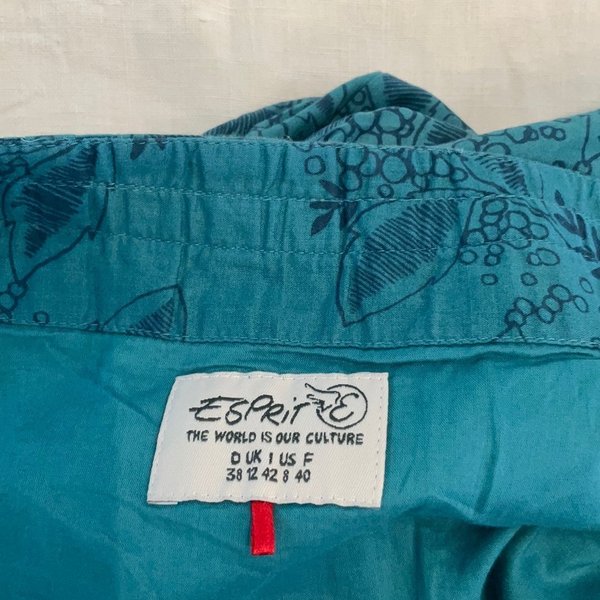 ESPRIT E
THE WORLD IS OUR CULTURE
D UK I US F
38 12 42 8 40